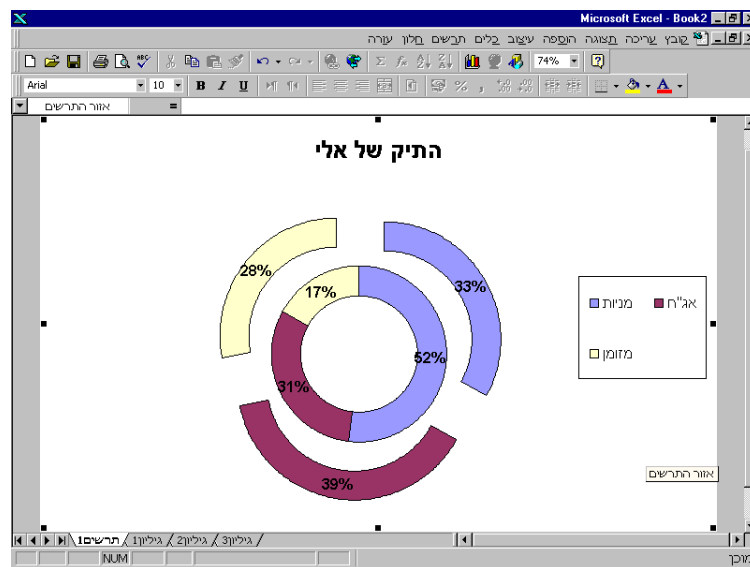 Microsoft Excel - Book2
קובץ עריכה תצוגה הוספה עיצוב כלים תרשים חלון עזרה
74%
Arial 10 B I U
אזור התרשים =
התיק של אלי
28%
33%
17%
52%
31%
39%
מניות אג"ח
מזומן
אזור התרשים
תרשים1 גיליון1 גיליון2 גיליון3
NUM
מוכן